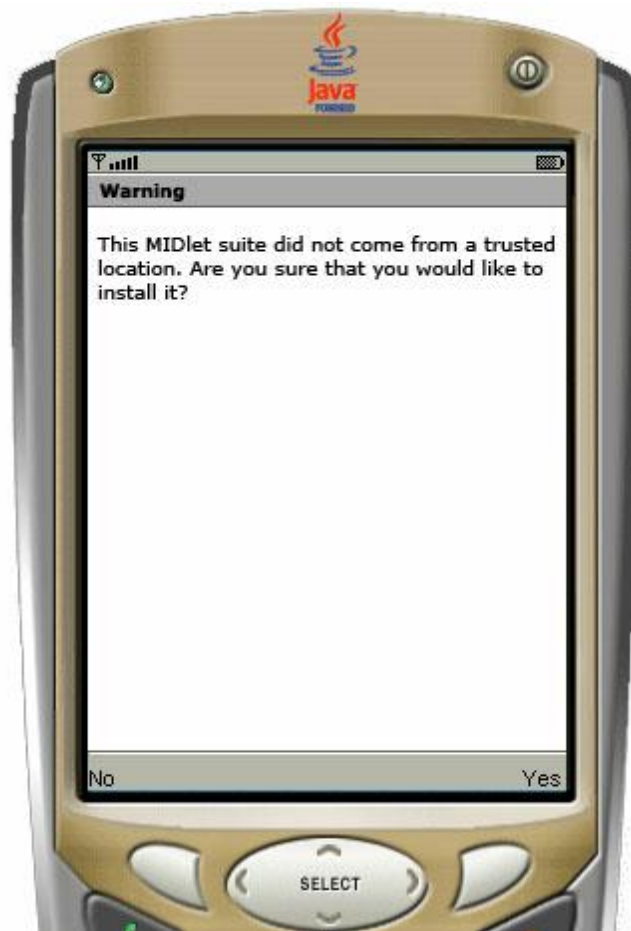 Java
POWERED
Warning
This MIDlet suite did not come from a trusted
location. Are you sure that you would like to
install it?
No Yes
SELECT